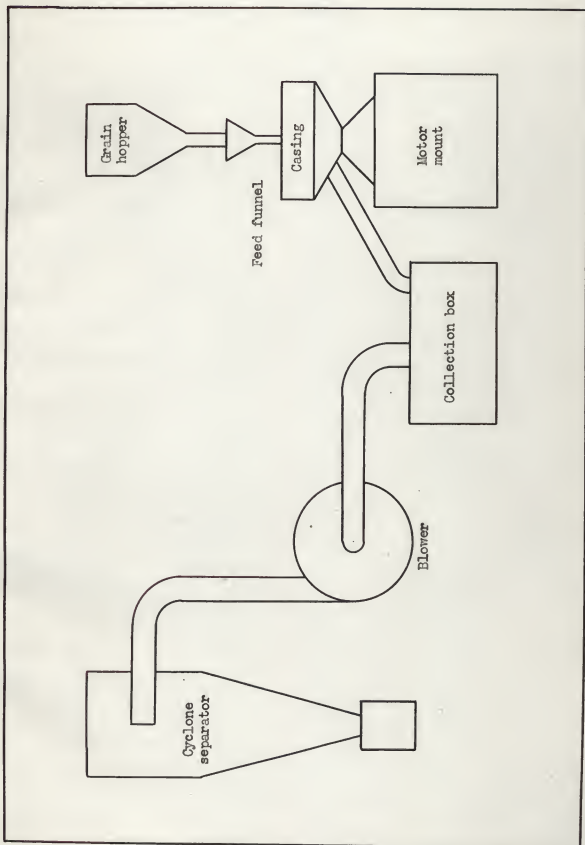 Grain
hopper
Feed funnel
Casing
Motor
mount
Collection box
Blower
Cyclone
separator